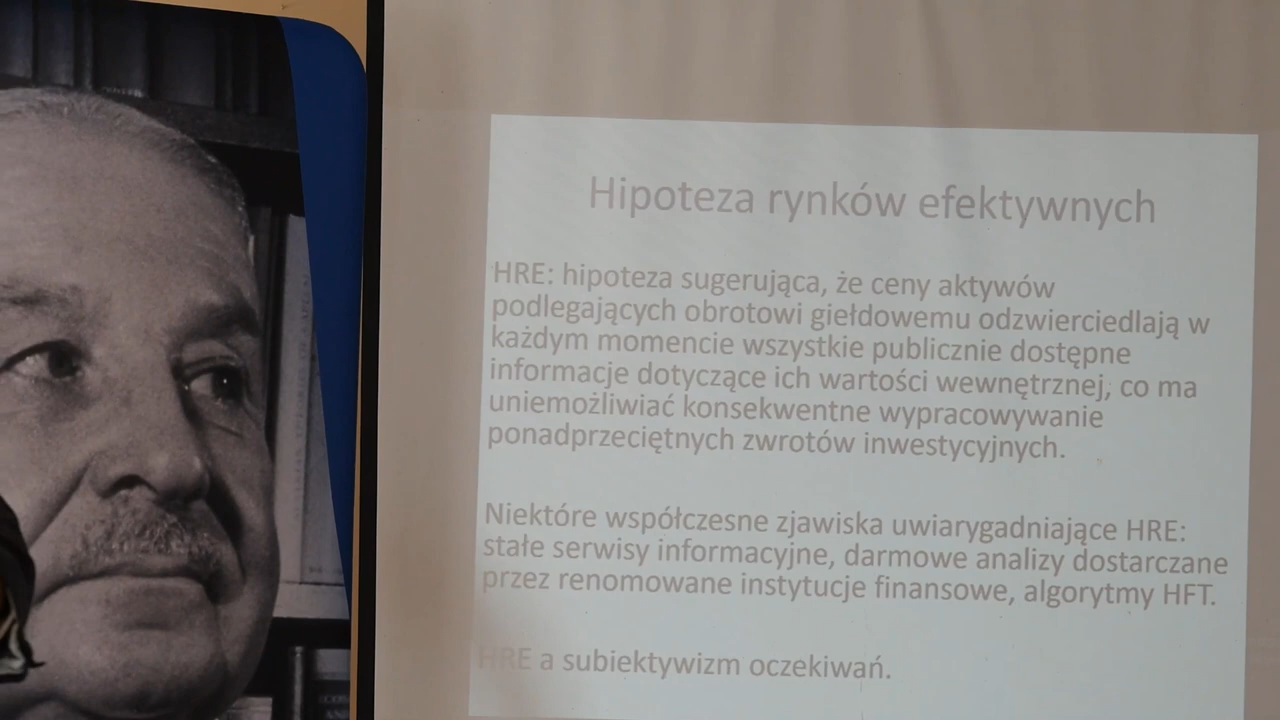 Hipoteza rynków efektywnych
HRE: hipoteza sugerująca, że ceny aktywów
podlegających obrotowi giełdowemu odzwierciedlają w
każdym momencie wszystkie publicznie dostępne
informacje dotyczące ich wartości wewnętrznej, co ma
uniemożliwiać konsekwentne wypracowywanie
ponadprzeciętnych zwrotów inwestycyjnych.
Niektóre współczesne zjawiska uwiarygadniające HRE:
stałe serwisy informacyjne, darmowe analizy dostarczane
przez renomowane instytucje finansowe, algorytmy HFT.
HRE a subiektywizm oczekiwań.